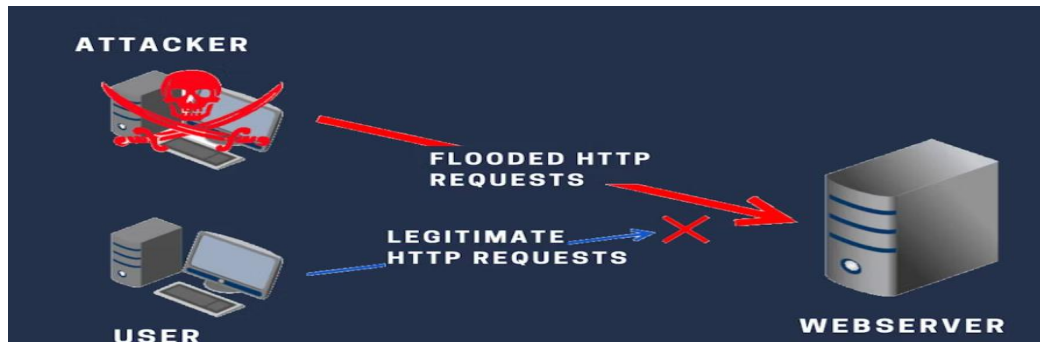 ATTACKER
FLOODED HTTP
REQUESTS
LEGITIMATE
HTTP REQUESTS
USER
WEBSERVER